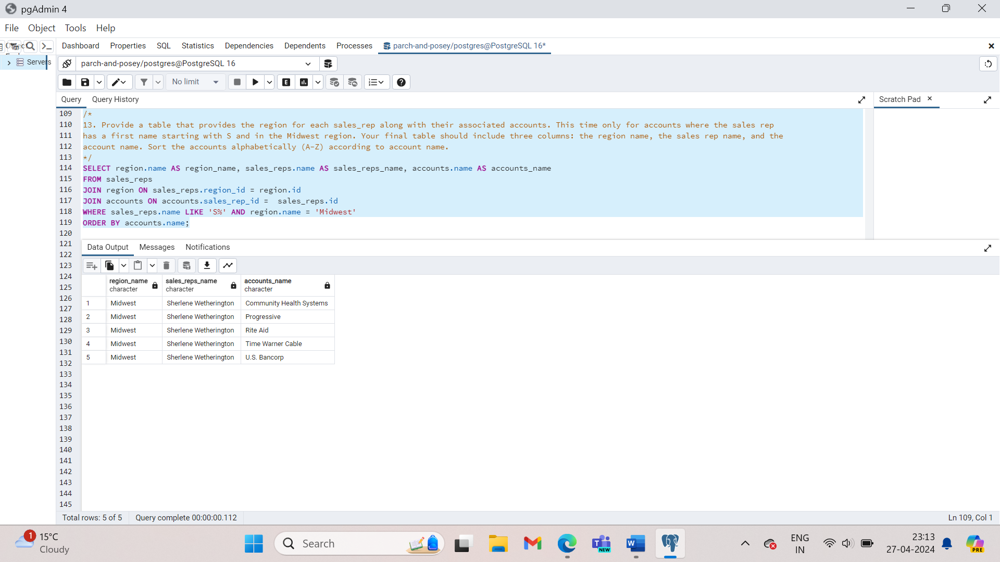 pgAdmin 4
File Object Tools Help
Dashboard Properties SQL Statistics Dependencies Dependents Processes parch-and-posey/postgres@PostgreSQL 16*
Servers
parch-and-posey/postgres@PostgreSQL 16
No limit
E
Query Query History
Scratch Pad
109 /*
110 13. Provide a table that provides the region for each sales_rep along with their associated accounts. This time only for accounts where the sales rep
111 has a first name starting with S and in the Midwest region. Your final table should include three columns: the region name, the sales rep name, and the
112 account name. Sort the accounts alphabetically (A-Z) according to account name.
113 */
114 SELECT region.name AS region_name, sales_reps.name AS sales_reps_name, accounts.name AS accounts_name
115 FROM sales_reps
116 JOIN region ON sales_reps.region_id = region.id
117 JOIN accounts ON accounts.sales_rep_id =  sales_reps.id
118 WHERE sales_reps.name LIKE 'S%' AND region.name = 'Midwest'
119 ORDER BY accounts.name;
120
121
122
123
124
125
126
127
128
129
130
131
132
133
134
135
136
137
138
139
140
141
142
143
144
145
Data Output Messages Notifications
region_name sales_reps_name accounts_name
character character character
1 Midwest Sherlene Wetherington Community Health Systems
2 Midwest Sherlene Wetherington Progressive
3 Midwest Sherlene Wetherington Rite Aid
4 Midwest Sherlene Wetherington Time Warner Cable
5 Midwest Sherlene Wetherington U.S. Bancorp
Total rows: 5 of 5 Query complete 00:00:00.112 Ln 109, Col 1
1
15°C
Cloudy
Search
NEW
W
ENG
IN
23:13
27-04-2024
PRE